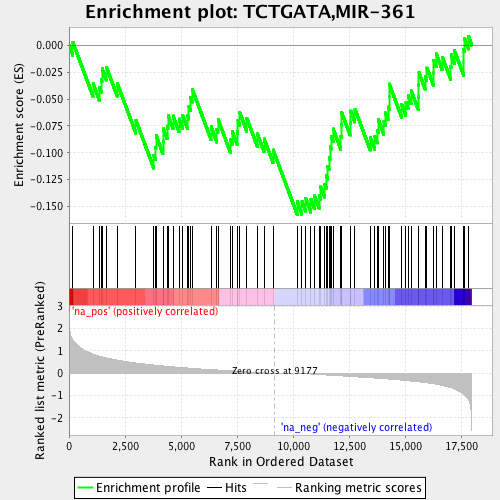 Enrichment plot: TCTGATA,MIR-361
Enrichment score (ES)
0.000
-0.025
-0.050
-0.075
-0.100
-0.125
-0.150
'na_pos' (positively correlated)
Ranked list metric (PreRanked)
3
2
1
0
-1
-2
Zero cross at 9177
'na_neg' (negatively correlated)
0
2,500
5,000
7,500
10,000
12,500
15,000
17,500
Rank in Ordered Dataset
Enrichment profile
Hits
Ranking metric scores